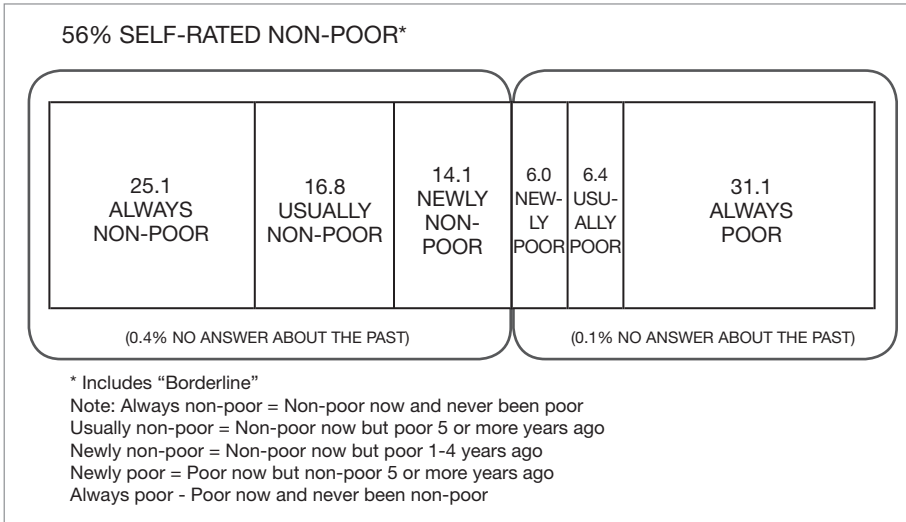 56% SELF-RATED NON-POOR*
25.1
ALWAYS
NON-POOR
16.8
USUALLY
NON-POOR
14.1
NEWLY
NON-
POOR
6.0
NEW-
LY
POOR
6.4
USU-
ALLY
POOR
31.1
ALWAYS
POOR
(0.4% NO ANSWER ABOUT THE PAST)
(0.1% NO ANSWER ABOUT THE PAST)
* Includes “Borderline”
Note: Always non-poor = Non-poor now and never been poor
Usually non-poor = Non-poor now but poor 5 or more years ago
Newly non-poor = Non-poor now but poor 1-4 years ago
Newly poor = Poor now but non-poor 5 or more years ago
Always poor - Poor now and never been non-poor